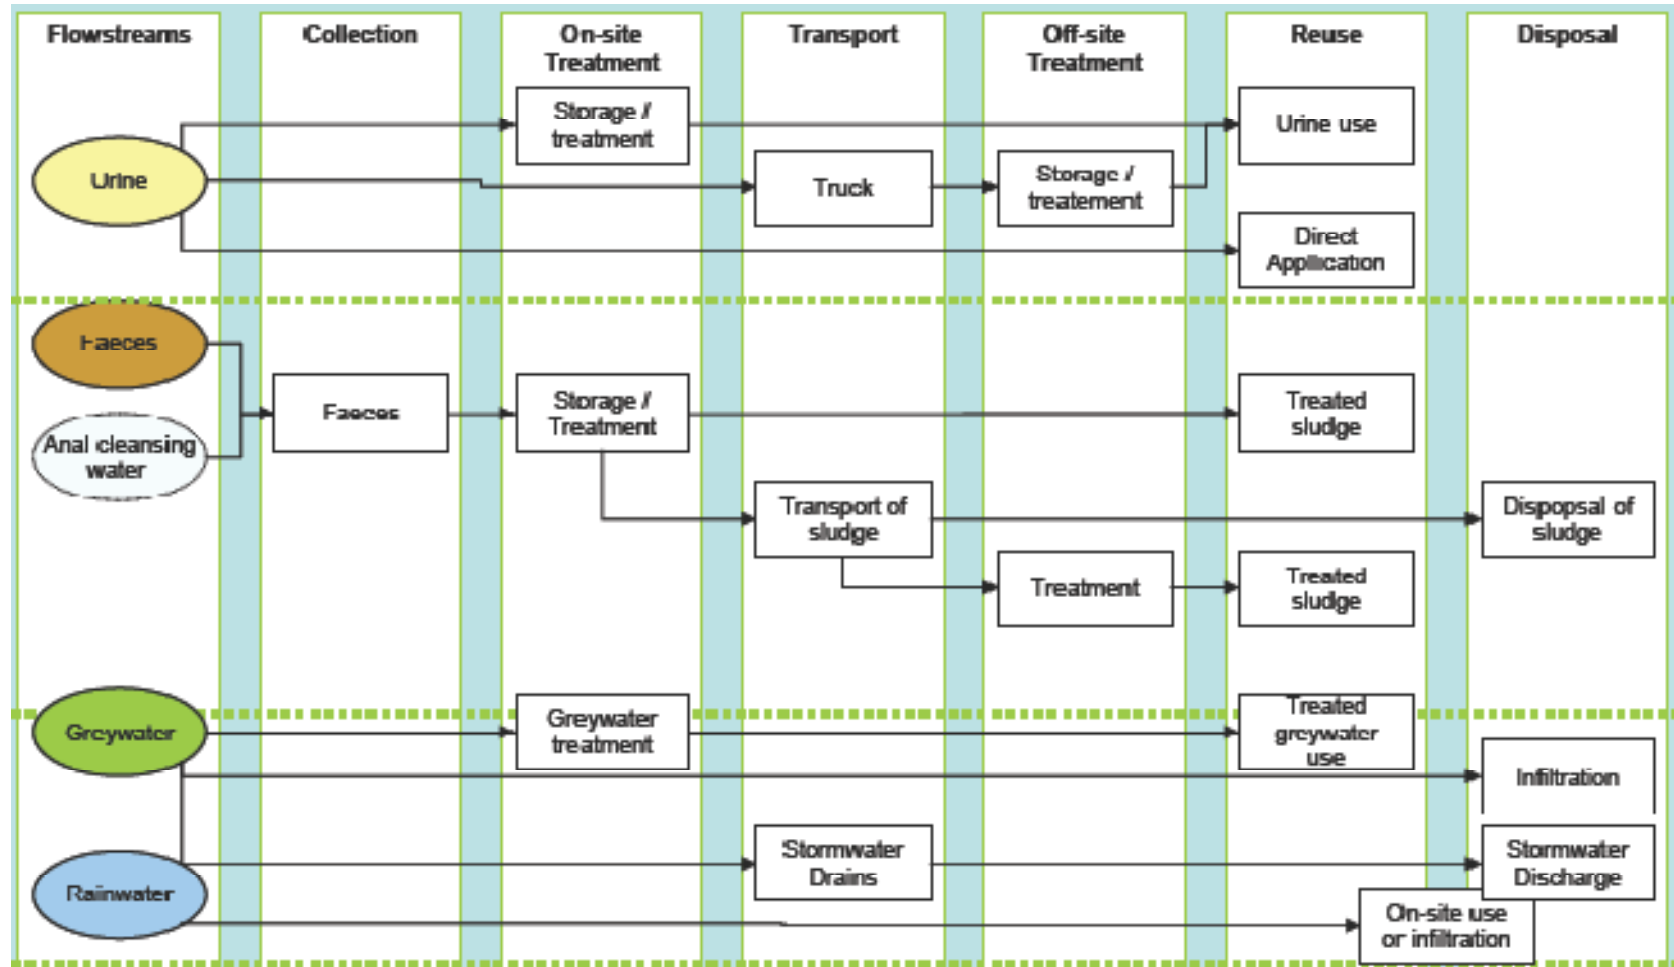 Flowstreams
Collection
On-site
Treatment
Transport
Off-site
Treatment
Reuse
Disposal
Urine
Storage /
treatment
Truck
Storage /
treatement
Urine use
Direct
Appllication
Faeces
Anal cleansing
water
Faeces
Storage /
Treatment
Treated
sludge
Transport of
sludge
Dispopsal of
sludge
Treatment
Treated
sludge
Greywater
Greywater
treatment
Treated
greywater
use
Infiltration
Rainwater
Stormwater
Drains
Stormwater
Discharge
On-site use
or infiltration